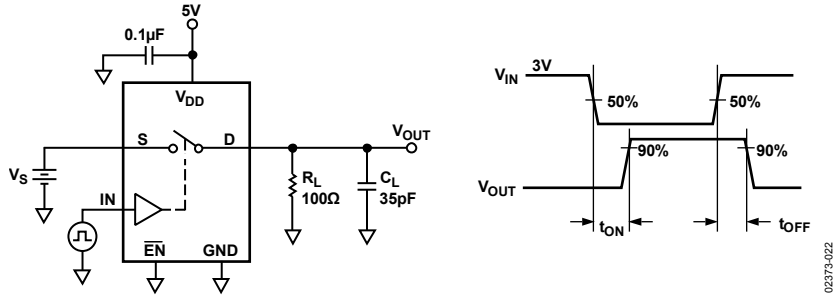 5V
0.1µF
VDD
S
D
VOUT
VS
IN
RL
100Ω
CL
35pF
EN
GND
VIN
3V
50%
50%
90%
90%
VOUT
tON
tOFF
02373-022